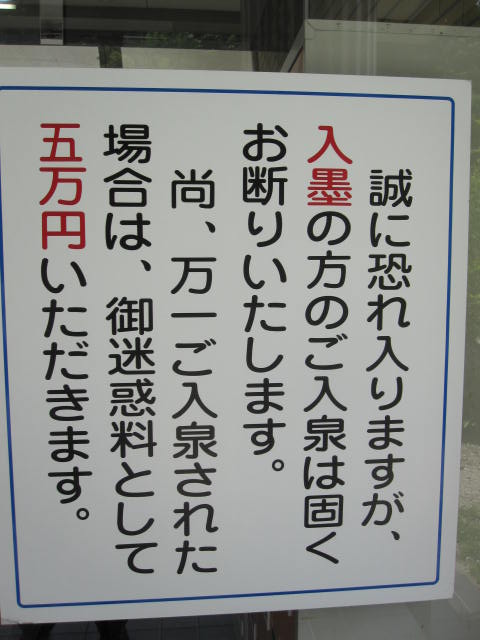 誠に恐れ入りますが、
入墨の方のご入泉は固く
お断りいたします。
尚、万一ご入泉された
場合は、御迷惑料として
五万円いただきます。